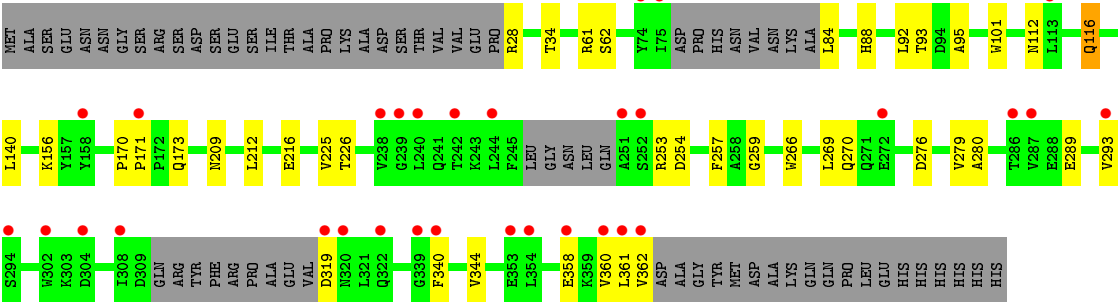 MET ALA SER GLU ASN ASN GLY SER ARG SER ASP SER GLU SER ILE THR ALA PRO LYS ALA ASP SER THR VAL VAL GLU PRO R28 T34 R61 S62 Y74 I75 ASP PRO HIS ASN VAL ASN LYS ALA L84 H88 L92 T93 D94 A95 W101 N112 L113 Q116
L140 K156 Y157 Y158 P170 P171 P172 Q173 N209 L212 E216 V225 T226 V238 G239 L240 Q241 T242 K243 L244 F245 LEU GLY ASN LEU GLN A251 S252 R253 D254 F257 A258 G259 W266 L269 Q270 Q271 E272 D276 V279 A280 T286 V287 E288 E289 V293
S294 W302 K303 D304 I308 D309 GLN ARG TYR PHE ARG PRO ALA GLU VAL D319 N320 L321 Q322 G339 F340 V344 E353 L354 E358 K359 V360 L361 V362 ASP ALA GLY TYR MET ASP ALA LYS GLN GLN PRO LEU GLU HIS HIS HIS HIS HIS HIS